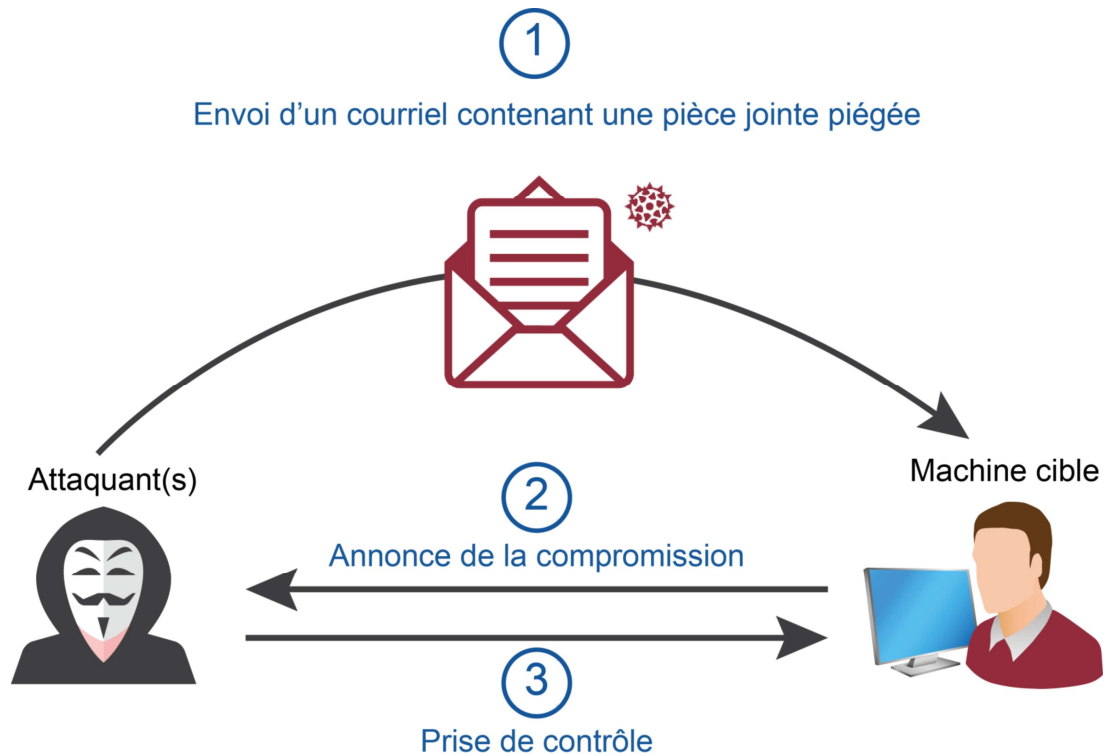 1
Envoi d’un courriel contenant une pièce jointe piégée
Attaquant(s)
Machine cible
2
Annonce de la compromission
3
Prise de contrôle